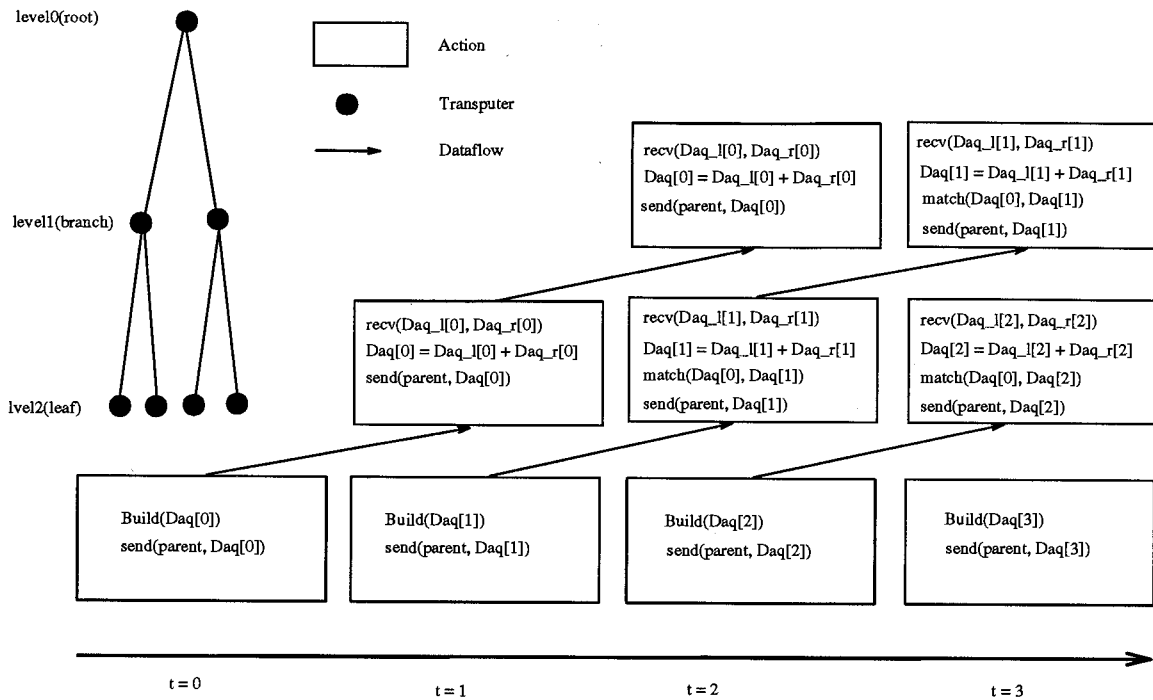 level0(root)
Action
Transputer
Dataflow
level1(branch)
lvel2(leaf)
recv(Daq_l[0], Daq_r[0])
Daq[0] = Daq_l[0] + Daq_r[0]
send(parent, Daq[0])
recv(Daq_l[1], Daq_r[1])
Daq[1] = Daq_l[1] + Daq_r[1]
match(Daq[0], Daq[1])
send(parent, Daq[1])
recv(Daq_l[0], Daq_r[0])
Daq[0] = Daq_l[0] + Daq_r[0]
send(parent, Daq[0])
recv(Daq_l[1], Daq_r[1])
Daq[1] = Daq_l[1] + Daq_r[1]
match(Daq[0], Daq[1])
send(parent, Daq[1])
recv(Daq_l[2], Daq_r[2])
Daq[2] = Daq_l[2] + Daq_r[2]
match(Daq[0], Daq[2])
send(parent, Daq[2])
Build(Daq[0])
send(parent, Daq[0])
Build(Daq[1])
send(parent, Daq[1])
Build(Daq[2])
send(parent, Daq[2])
Build(Daq[3])
send(parent, Daq[3])
t = 0
t = 1
t = 2
t = 3